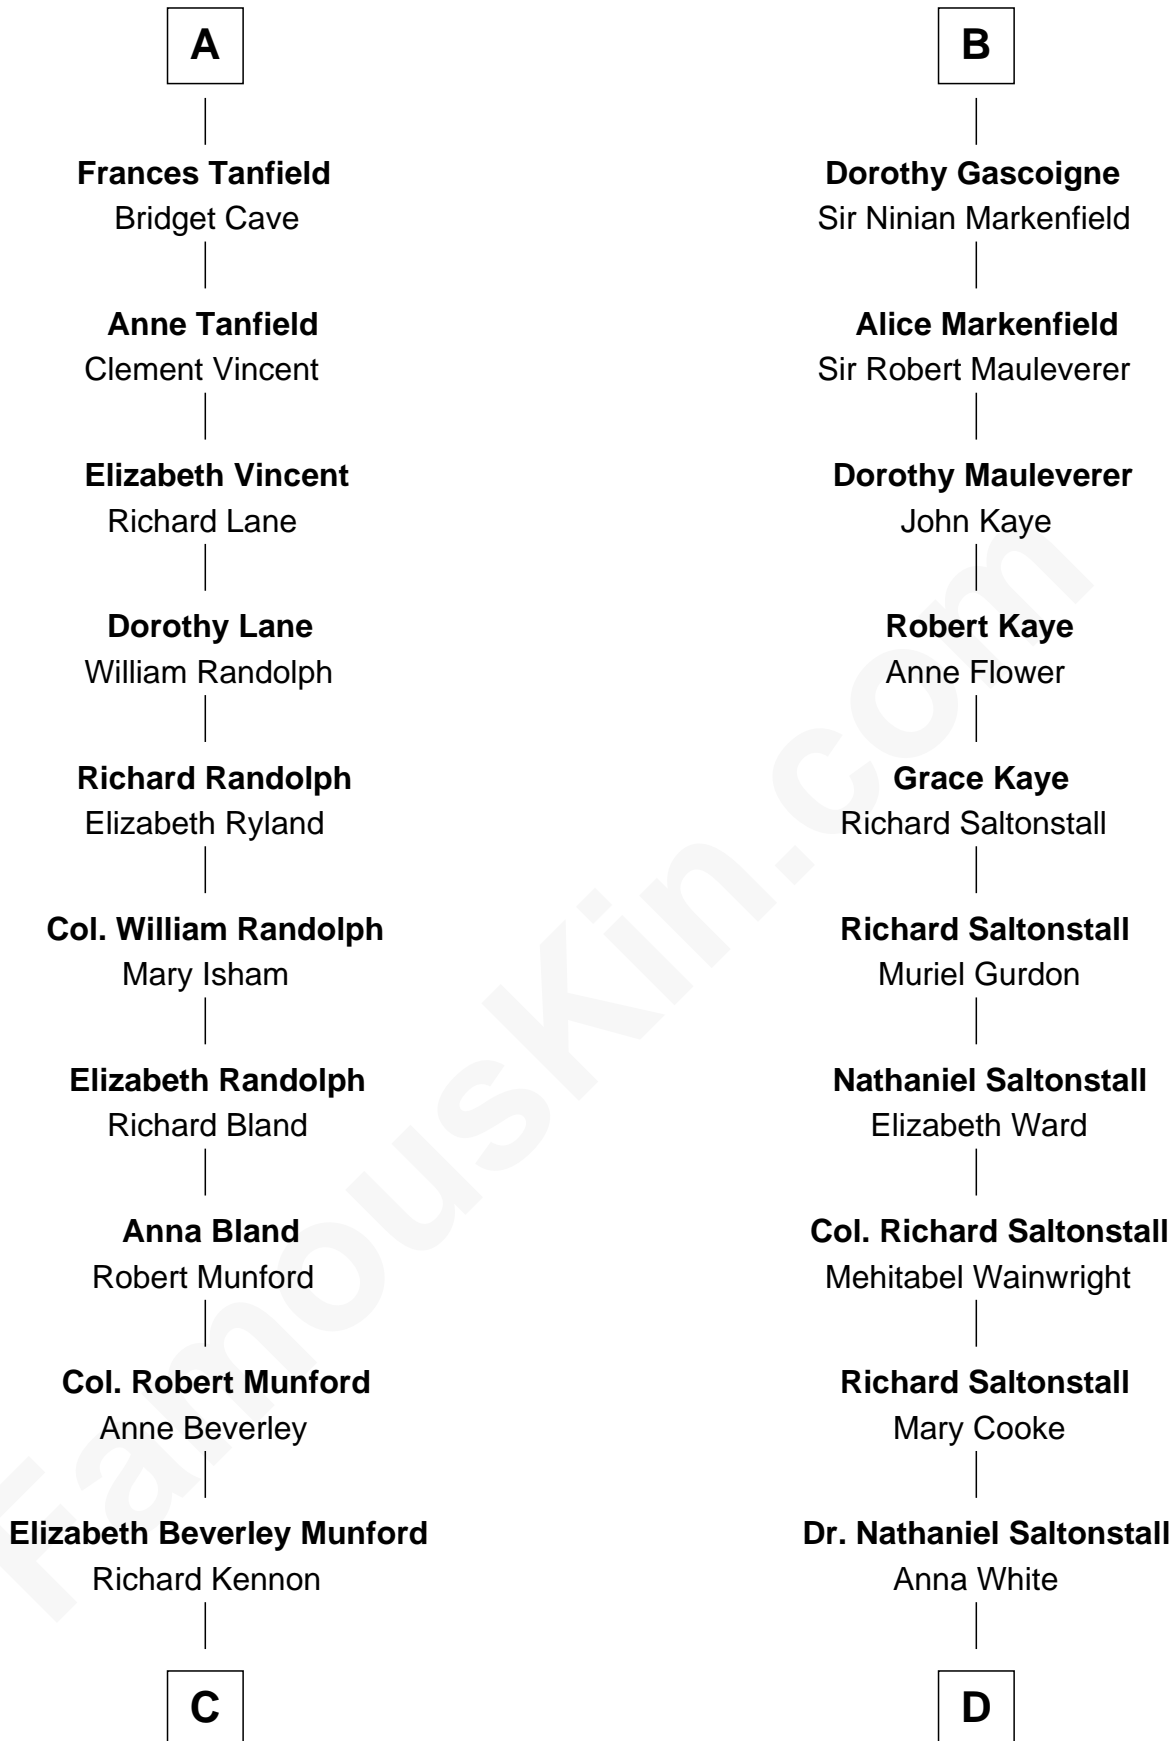 A
Frances Tanfield
Bridget Cave
Anne Tanfield
Clement Vincent
Elizabeth Vincent
Richard Lane
Dorothy Lane
William Randolph
Richard Randolph
Elizabeth Ryland
Col. William Randolph
Mary Isham
Elizabeth Randolph
Richard Bland
Anna Bland
Robert Munford
Col. Robert Munford
Anne Beverley
Elizabeth Beverley Munford
Richard Kennon
C
B
Dorothy Gascoigne
Sir Ninian Markenfield
Alice Markenfield
Sir Robert Mauleverer
Dorothy Mauleverer
John Kaye
Robert Kaye
Anne Flower
Grace Kaye
Richard Saltonstall
Richard Saltonstall
Muriel Gurdon
Nathaniel Saltonstall
Elizabeth Ward
Col. Richard Saltonstall
Mehitabel Wainwright
Richard Saltonstall
Mary Cooke
Dr. Nathaniel Saltonstall
Anna White
D
FamousKin.com